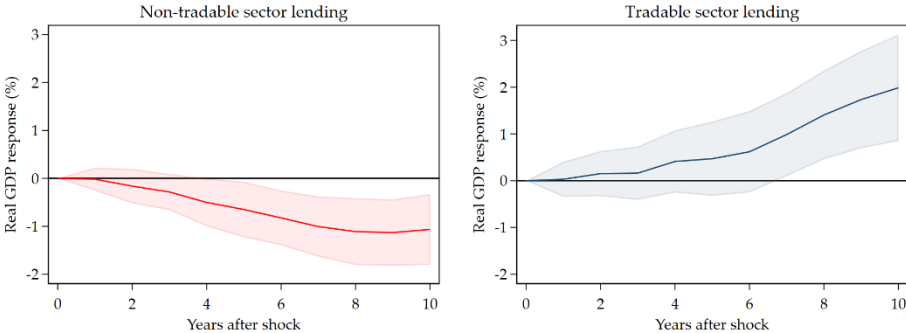 Non-tradable sector lending
Real GDP response (%)
3
2
1
0
-1
-2
0 2 4 6 8 10
Years after shock
Tradable sector lending
Real GDP response (%)
3
2
1
0
-1
-2
0 2 4 6 8 10
Years after shock